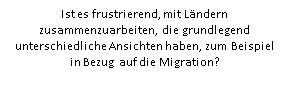 Ist es frustrierend, mit Ländern
zusammenzuarbeiten, die grundlegend
unterschiedliche Ansichten haben, zum Beispiel
in Bezug auf die Migration?